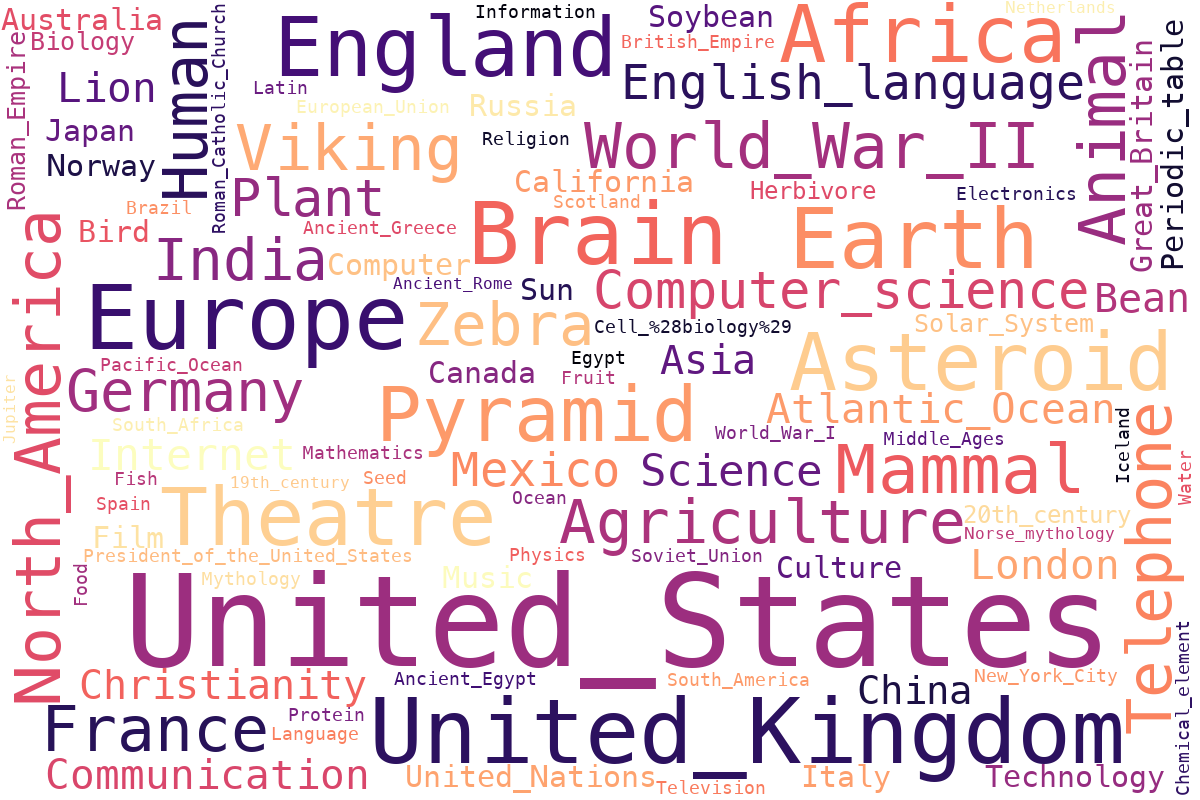 Australia
Information
Soybean
Netherlands
Biology
England
British_Empire
Africa
Roman_Empire
Human
Roman_Catholic_Church
Animal
Great_Britain
Periodic_table
Lion
Latin
European_Union
Russia
English_language
Japan
Viking
Religion
World_War_II
Norway
Plant
California
Herbivore
Electronics
Brazil
Scotland
Bird
Ancient_Greece
Brain
Earth
India
Computer
Ancient_Rome
Sun
Computer_science
Bean
Europe
Zebra
Cell_%28biology%29
Solar_System
North_America
Pacific_Ocean
Egypt
Asia
Asteroid
Jupiter
Germany
Canada
Fruit
Pyramid
Atlantic_Ocean
South_Africa
World_War_I
Middle_Ages
Iceland
Telephone
Water
Internet
Mathematics
Mexico
Science
Mammal
Fish
19th_century
Seed
Spain
Theatre
Ocean
Agriculture
20th_century
Film
Norse_mythology
President_of_the_United_States
Physics
Soviet_Union
London
Food
Mythology
Music
Culture
United_States
Chemical_element
Christianity
Ancient_Egypt
South_America
China
New_York_City
France
Protein
Language
United_Kingdom
Communication
United_Nations
Television
Italy
Technology